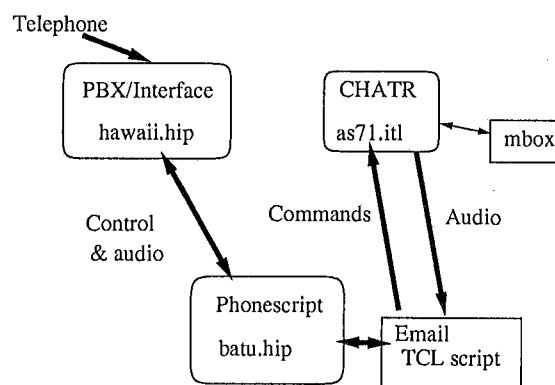 Telephone
PBX/Interface
hawaii.hip
CHATR
as71.itl
mbox
Control
& audio
Commands
Audio
Phonescript
batu.hip
Email
TCL script